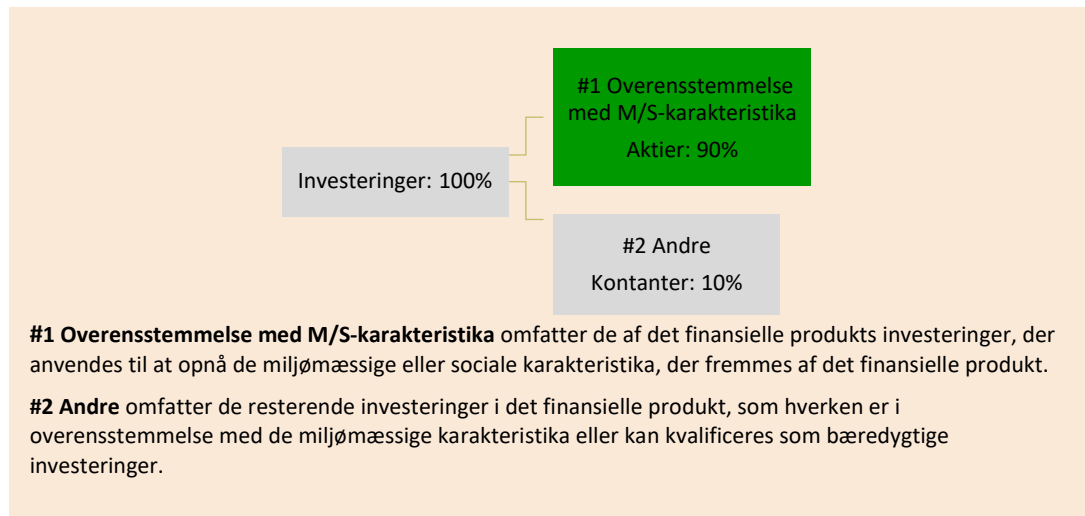 #1 Overensstemmelse
med M/S-karakteristika
Aktier: 90%
Investeringer: 100%
#2 Andre
Kontanter: 10%
#1 Overensstemmelse med M/S-karakteristika omfatter de af det finansielle produkts investeringer, der
anvendes til at opnå de miljømæssige eller sociale karakteristika, der fremmes af det finansielle produkt.
#2 Andre omfatter de resterende investeringer i det finansielle produkt, som hverken er i
overensstemmelse med de miljømæssige karakteristika eller kan kvalificeres som bæredygtige
investeringer.